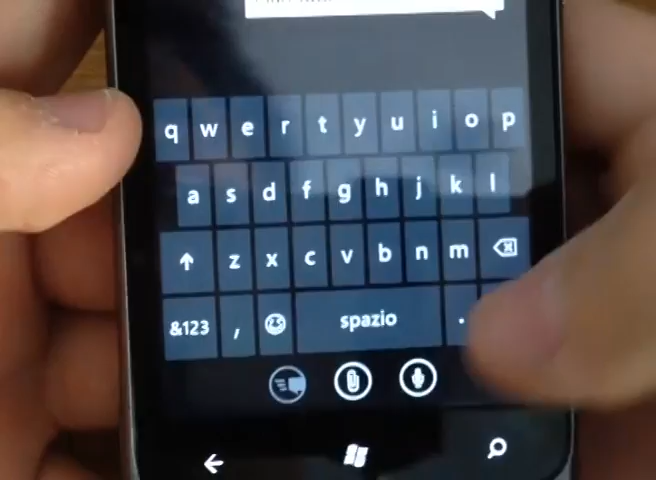 q w e r t y u i o p
a s d f g h j k l
z x c v b n m
&123 , spazio .